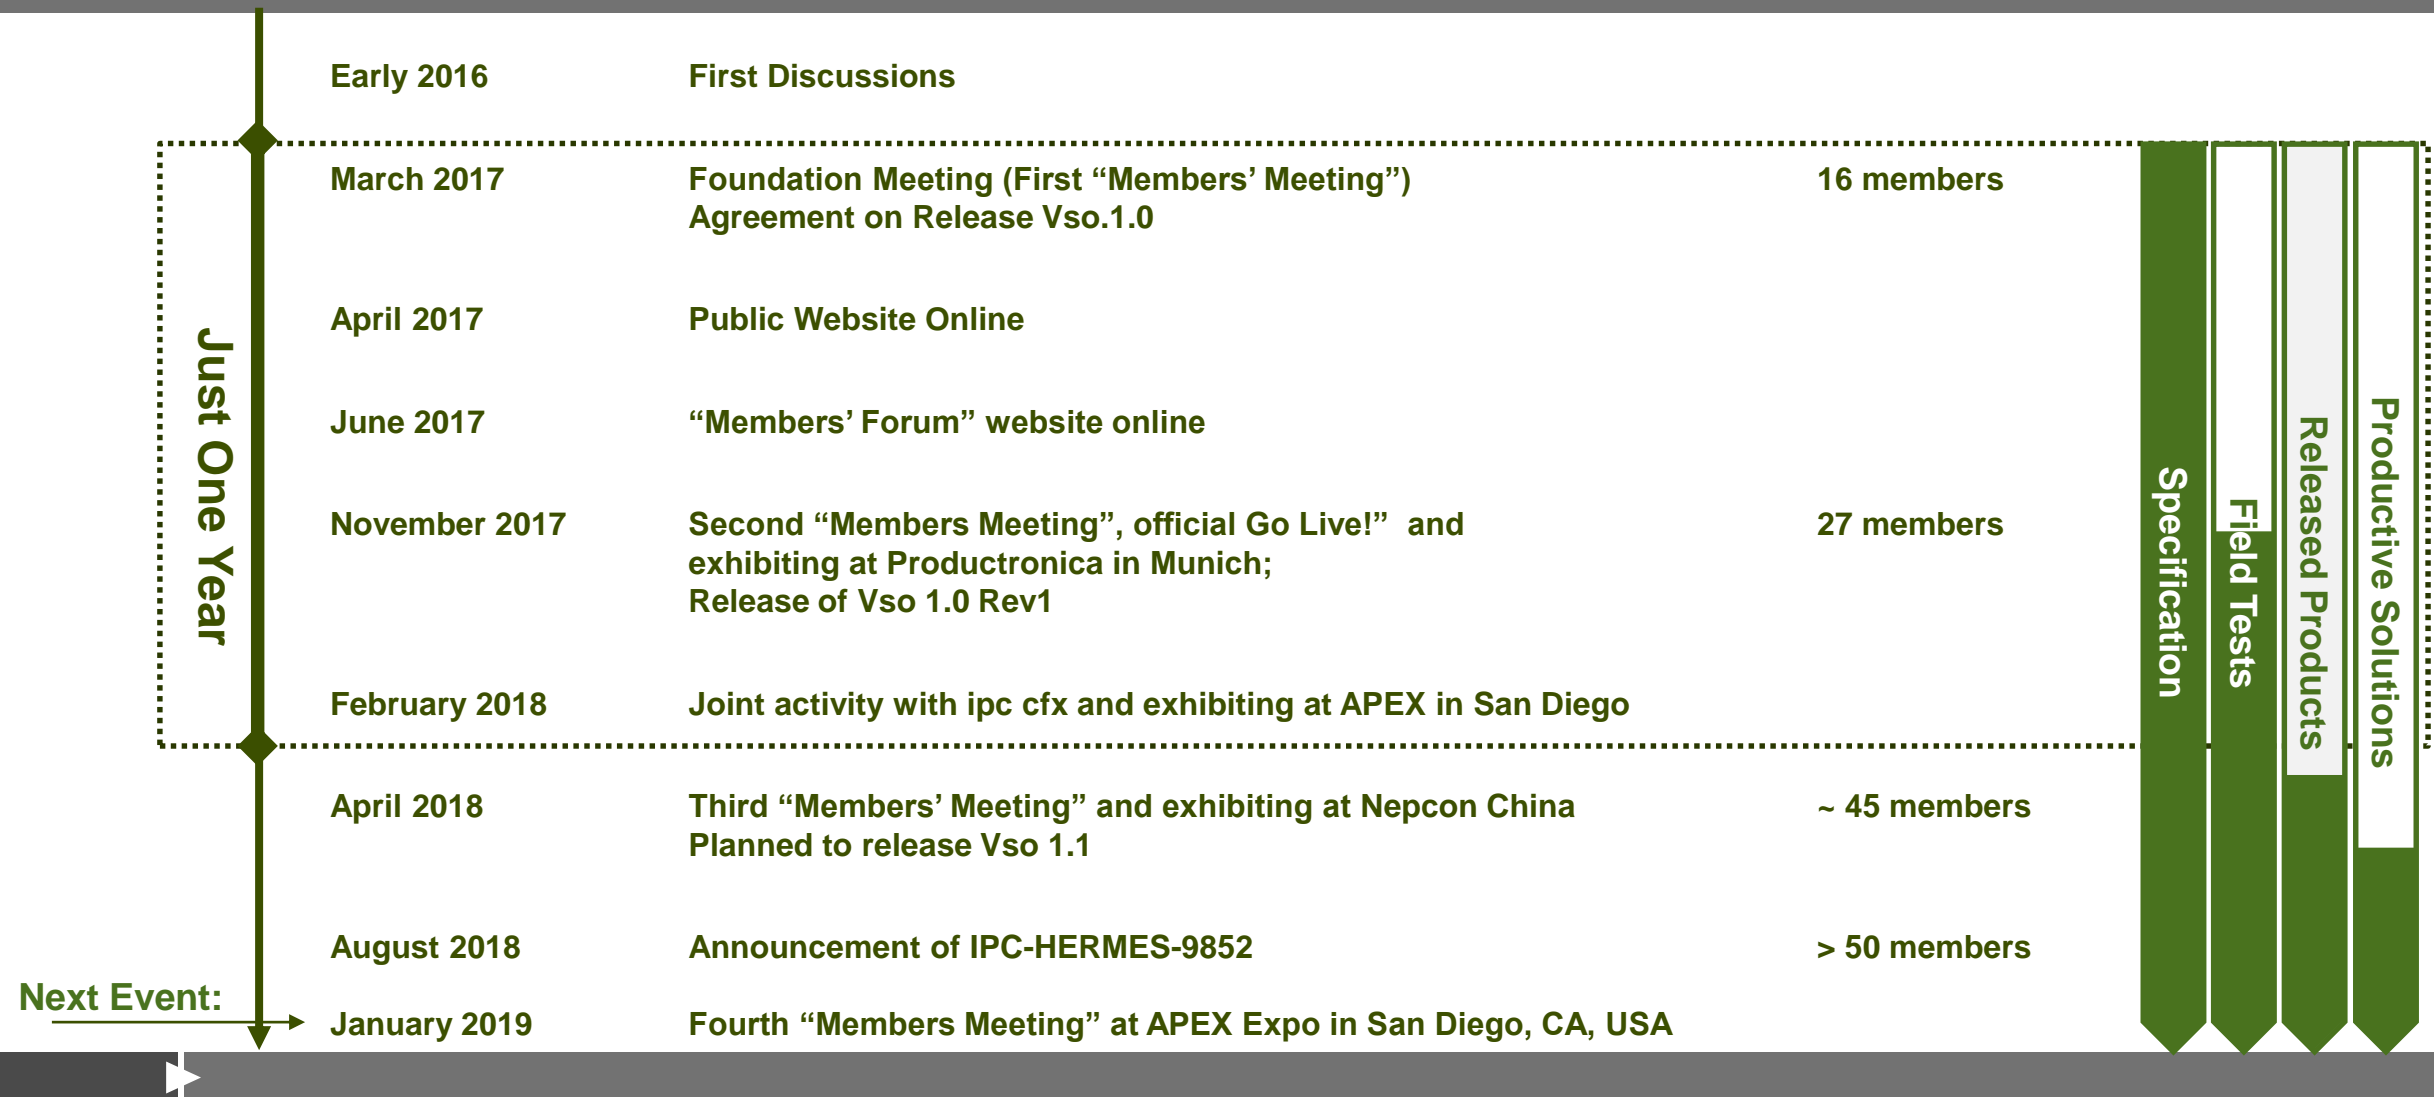 Early 2016 First Discussions
March 2017 Foundation Meeting (First “Members’ Meeting”) 16 members
Agreement on Release Vso.1.0
April 2017 Public Website Online
June 2017 “Members’ Forum” website online
November 2017 Second “Members Meeting”, official Go Live!” and 27 members
exhibiting at Productronica in Munich;
Release of Vso 1.0 Rev1
February 2018 Joint activity with ipc cfx and exhibiting at APEX in San Diego
April 2018 Third “Members’ Meeting” and exhibiting at Nepcon China ~ 45 members
Planned to release Vso 1.1
August 2018 Announcement of IPC-HERMES-9852 > 50 members
Next Event:
January 2019 Fourth “Members Meeting” at APEX Expo in San Diego, CA, USA
Just One Year
Specification
Field Tests
Released Products
Productive Solutions